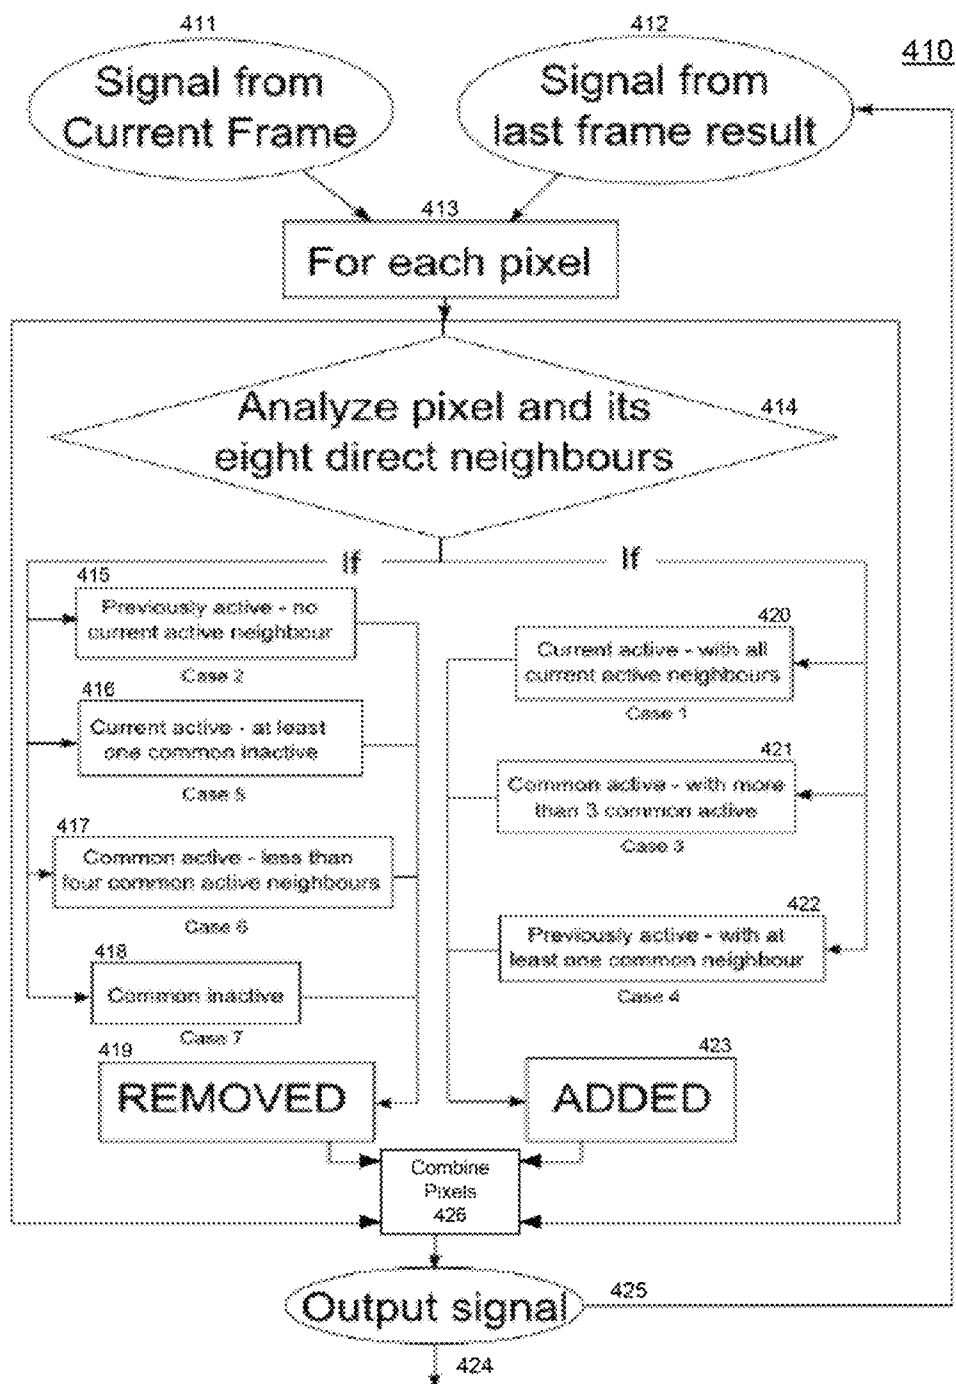 411
412
410
Signal from
Current Frame
Signal from
last frame result
413
For each pixel
Analyze pixel and its
eight direct neighbours
414
If
If
415
Previously active - no
current active neighbour
Case 2
416
Current active - at least
one common inactive
Case 5
417
Common active - less than
four common active neighbours
Case 6
418
Common inactive
Case 7
419
REMOVED
420
Current active - with all
current active neighbours
Case 1
421
Common active - with more
than 3 common active
Case 3
422
Previously active - with at
least one common neighbour
Case 4
423
ADDED
Combine
Pixels
426
Output signal
425
424